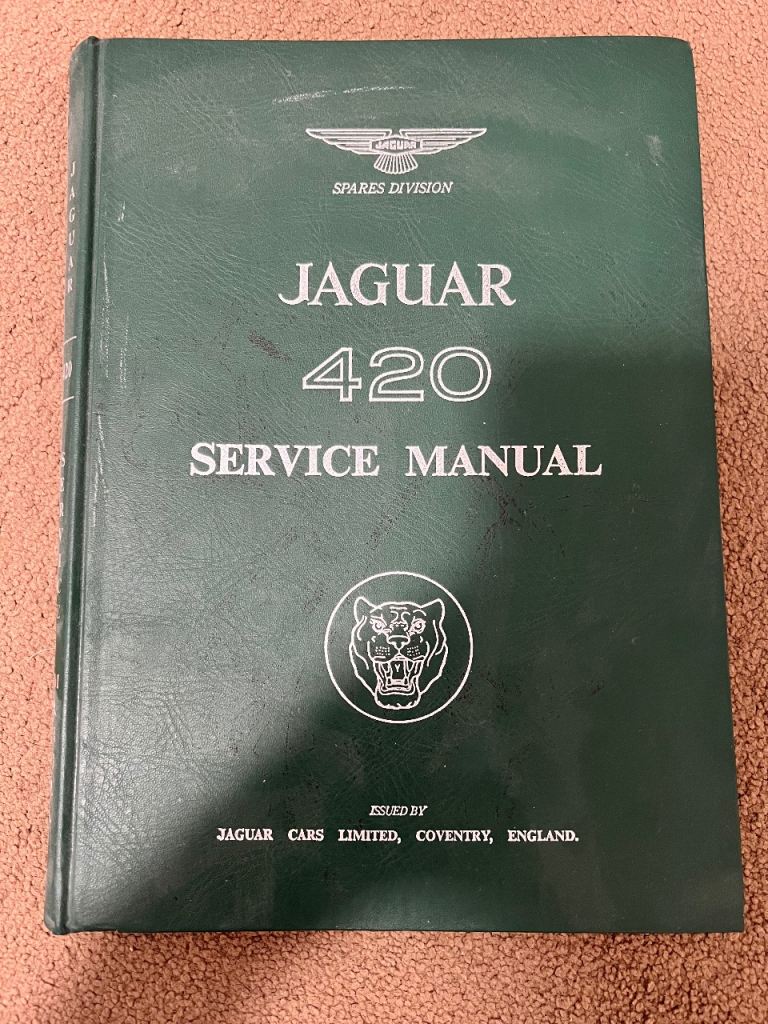 JAGUAR
SPARES DIVISION
JAGUAR
420
SERVICE MANUAL
ISSUED BY
JAGUAR CARS LIMITED, COVENTRY, ENGLAND.
JAGUAR